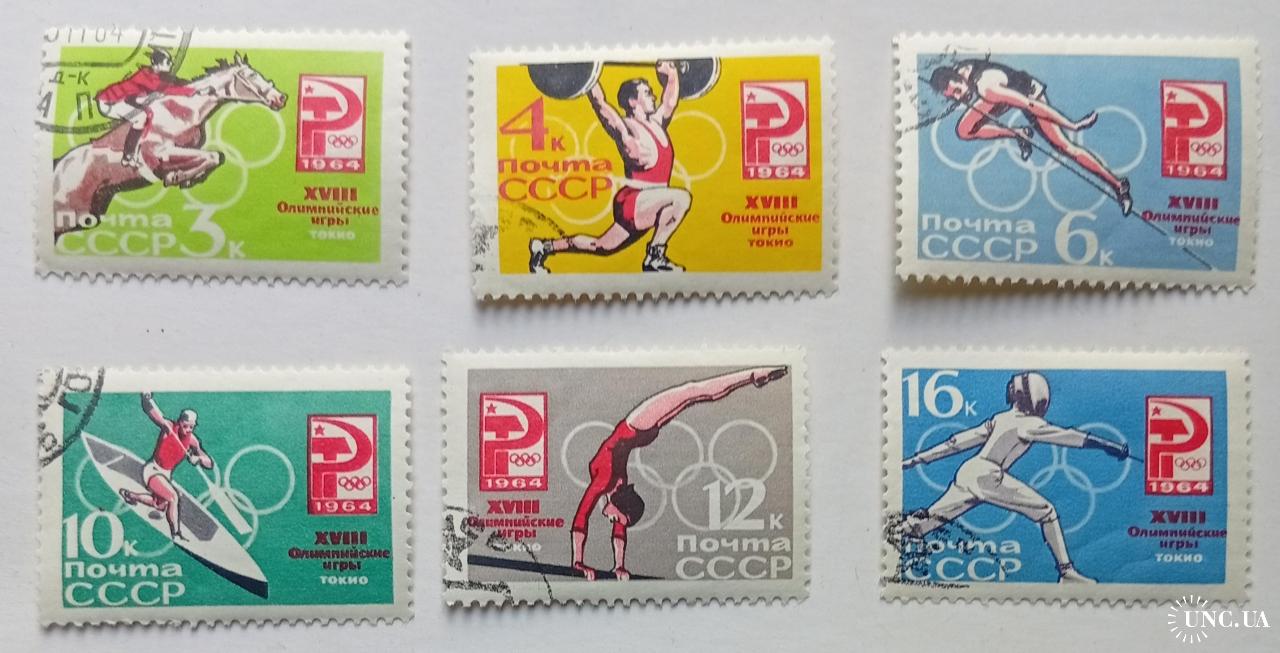 1964
XVIII
Олимпийские
игры
ТОКИО
Почта
СССР 3к
4к
Почта
СССР
1964
XVIII
Олимпийские
игры
ТОКИО
1964
XVIII
Олимпийские
игры
ТОКИО
Почта
СССР 6к
1964
XVIII
Олимпийские
игры
ТОКИО
10к
Почта
СССР
1964
XVIII
Олимпийские
игры
12к
Почта
СССР
16к
1964
XVIII
Олимпийские
игры
ТОКИО
Почта
СССР
UNC.UA